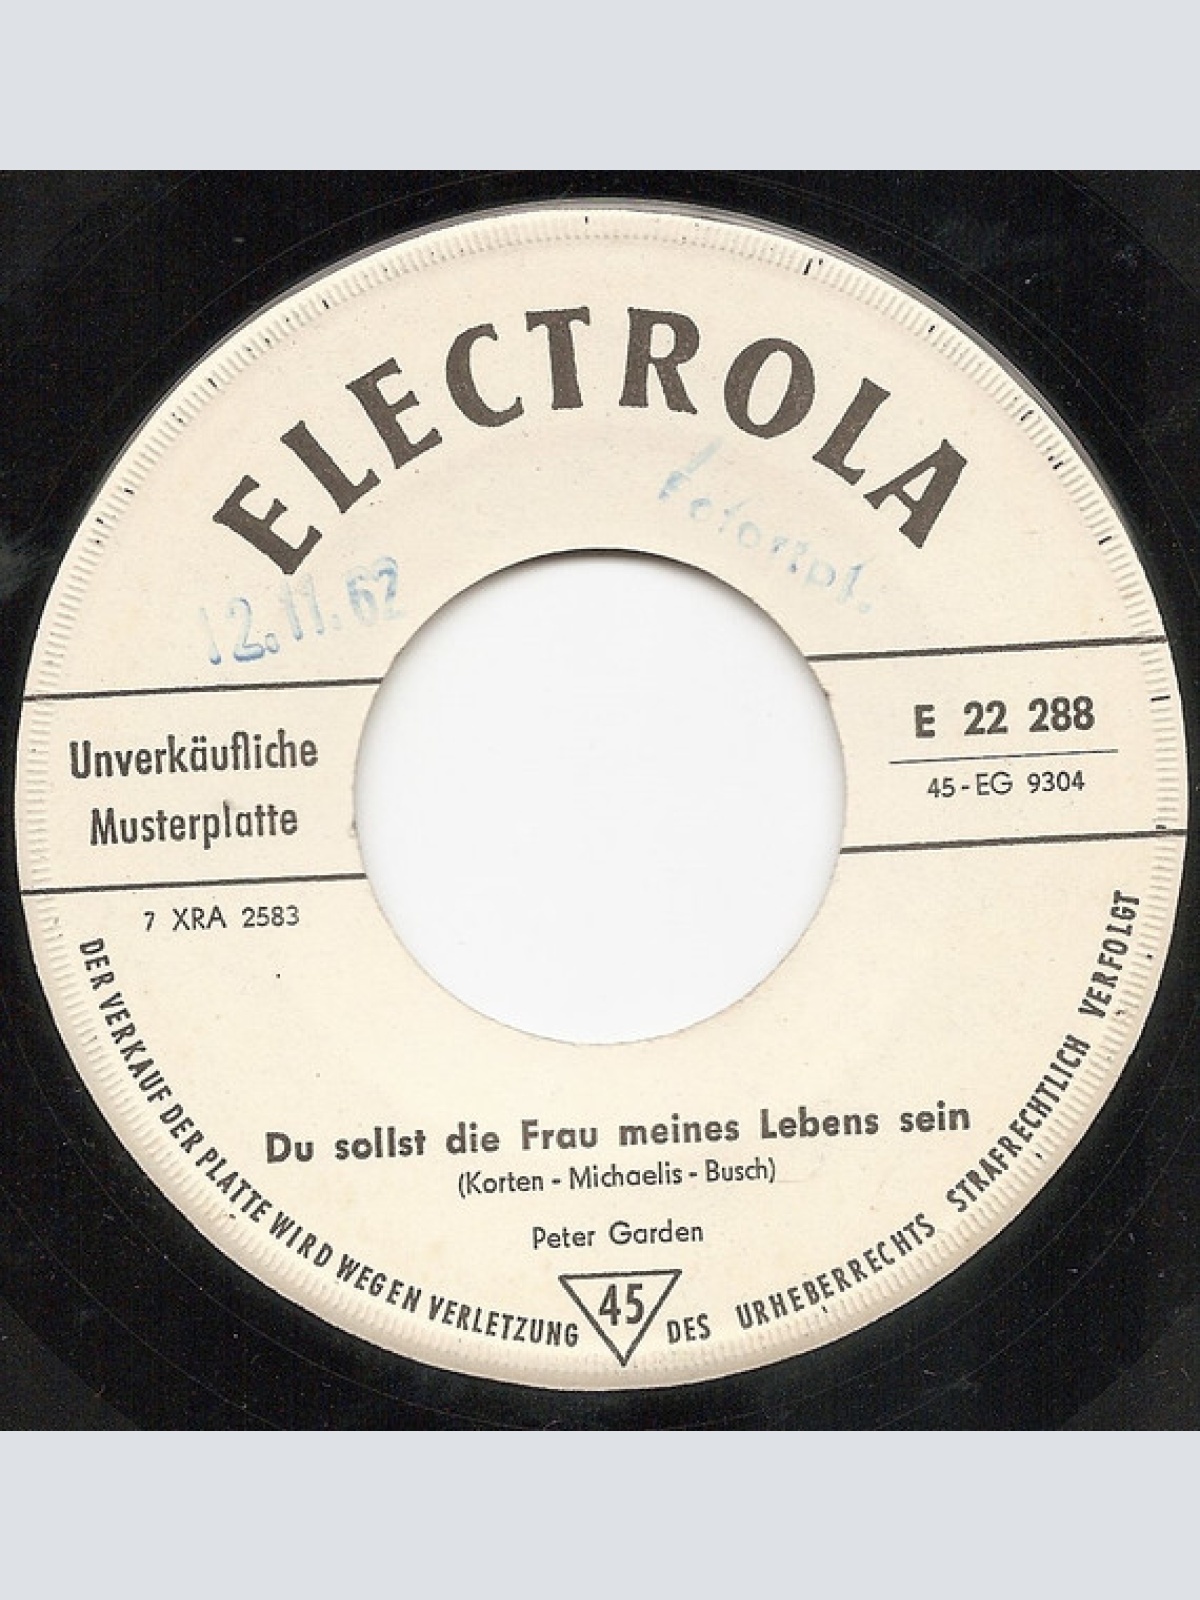 ELECTROLA
12.11.62
Unverkäufliche
Musterplatte
E 22 288
45-EG 9304
7 XRA 2583
Du sollst die Frau meines Lebens sein
(Korten - Michaelis - Busch)
Peter Garden
45
DER VERKAUF DER PLATTE WIRD WEGEN VERLETZUNG DES URHEBERRECHTS STRAFRECHTLICH VERFOLGT